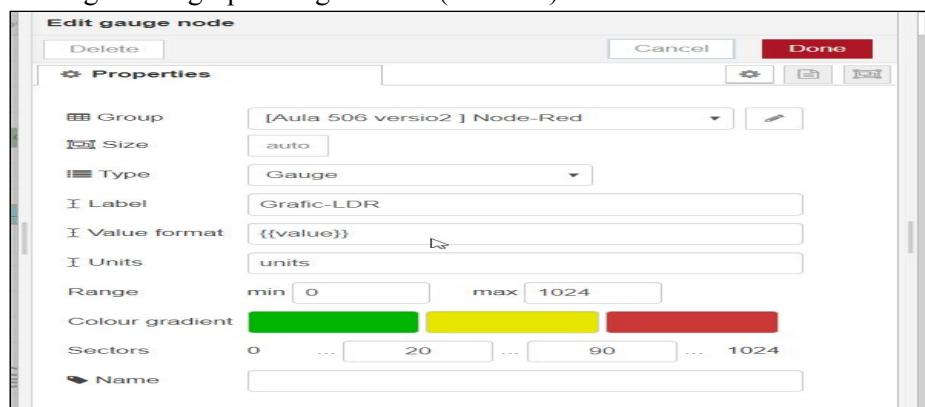 Edit gauge node
Delete Cancel Done
Properties
Group [Aula 506 versio2 ] Node-Red
Size auto
Type Gauge
Label Grafic-LDR
Value format {{value}}
Units units
Range min 0 max 1024
Colour gradient
Sectors 0 ... 20 ... 90 ... 1024
Name